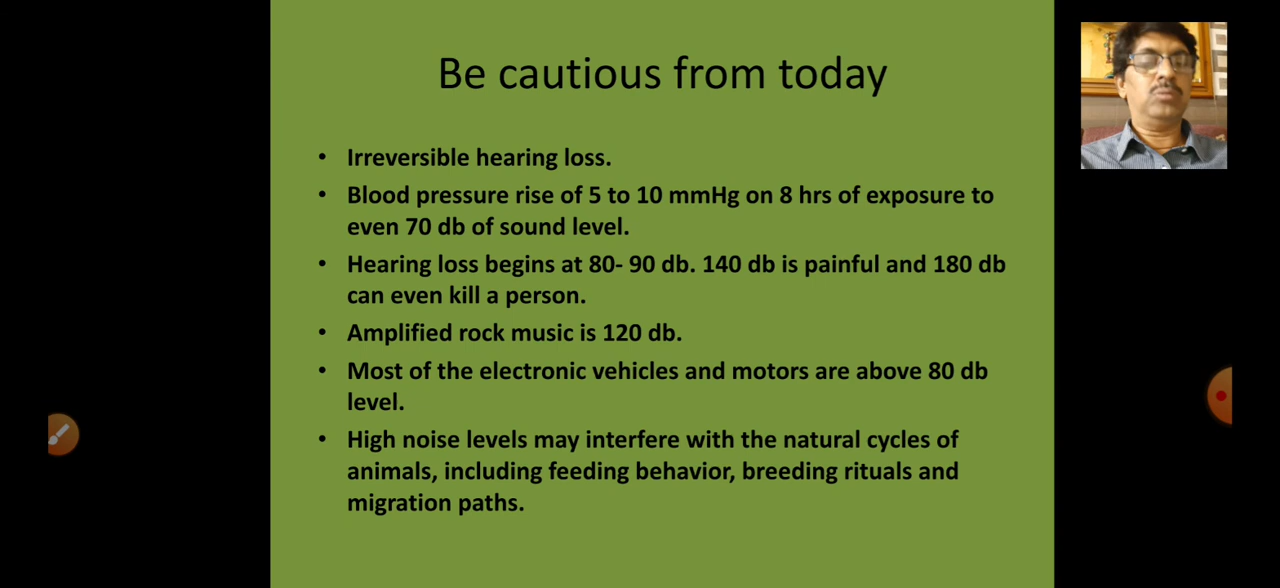 Be cautious from today
• Irreversible hearing loss.
• Blood pressure rise of 5 to 10 mmHg on 8 hrs of exposure to
even 70 db of sound level.
• Hearing loss begins at 80- 90 db. 140 db is painful and 180 db
can even kill a person.
• Amplified rock music is 120 db.
• Most of the electronic vehicles and motors are above 80 db
level.
• High noise levels may interfere with the natural cycles of
animals, including feeding behavior, breeding rituals and
migration paths.